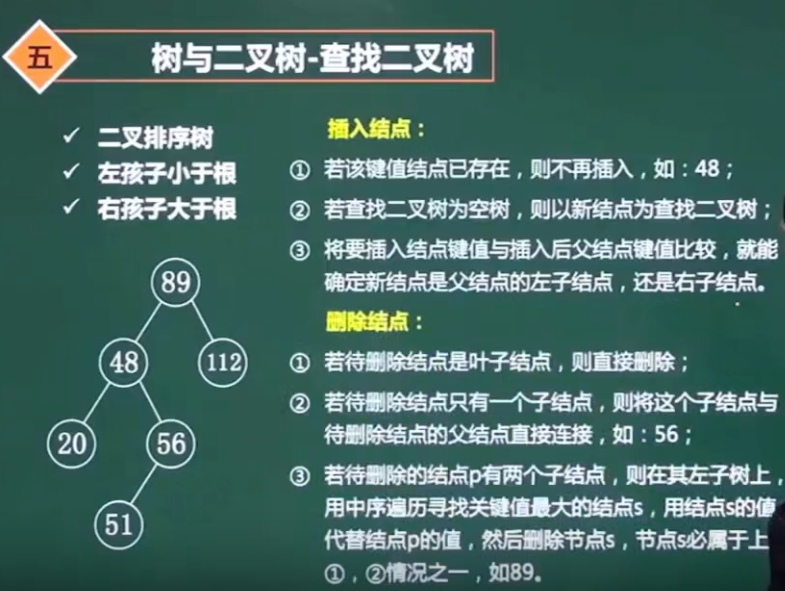 五
树与二叉树-查找二叉树
✓ 二叉排序树
✓ 左孩子小于根
✓ 右孩子大于根
89
48
112
20
56
51
插入结点：
① 若该键值结点已存在，则不再插入，如：48；
② 若查找二叉树为空树，则以新结点为查找二叉树；
③ 将要插入结点键值与插入后父结点键值比较，就能
确定新结点是父结点的左子结点，还是右子结点。
删除结点：
① 若待删除结点是叶子结点，则直接删除；
② 若待删除结点只有一个子结点，则将这个子结点与
待删除结点的父结点直接连接，如：56；
③ 若待删除的结点p有两个子结点，则在其左子树上，
用中序遍历寻找关键值最大的结点s，用结点s的值
代替结点p的值，然后删除节点s，节点s必属于上
①，②情况之一，如89。